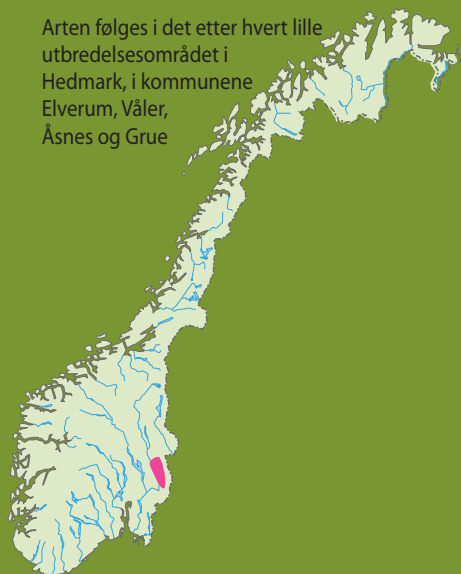 Arten følges i det etter hvert lille
utbredelsesområdet i
Hedmark, i kommunene
Elverum, Våler,
Åsnes og Grue